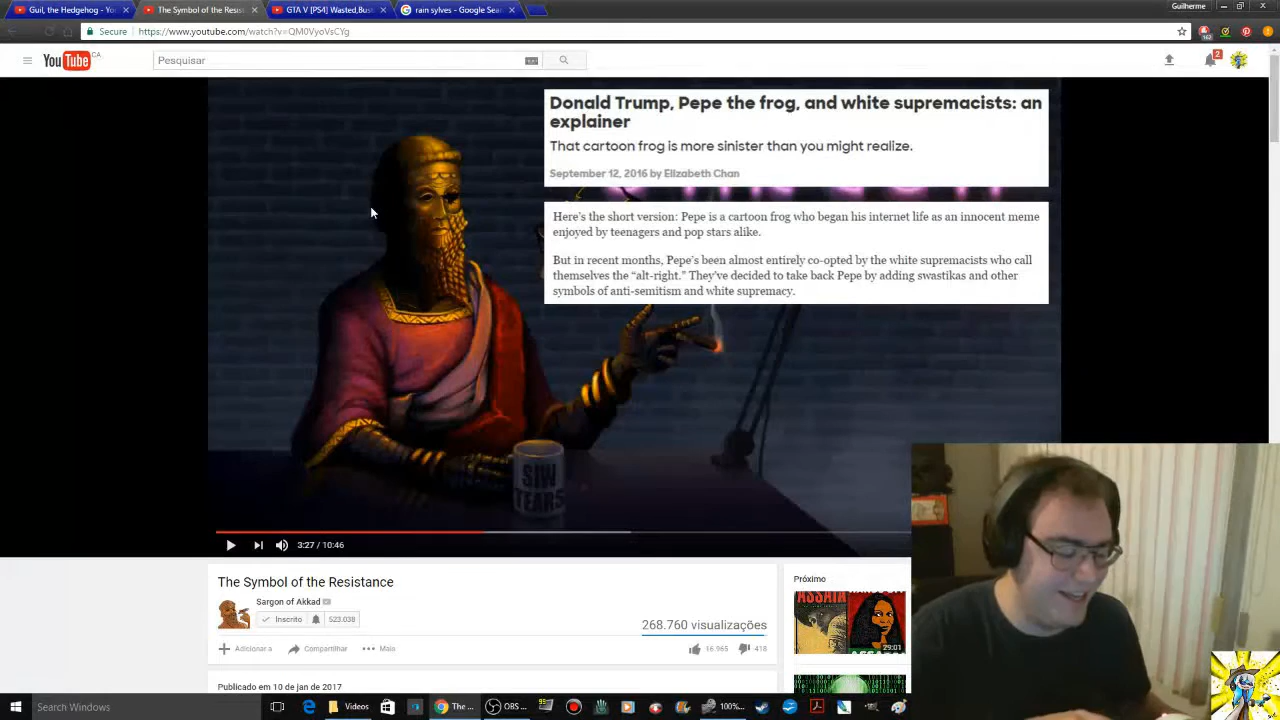 Guil, the Hedgehog - Yo
The Symbol of the Resis
GTA V [PS4] Wasted,Bus
rain sylves - Google Sea
Guilherme
Secure
https://www.youtube.com/watch?v=QM0VyoVsCYg
162
YouTube CA
Pesquisar
2
Donald Trump, Pepe the frog, and white supremacists: an
explainer
That cartoon frog is more sinister than you might realize.
September 12, 2016 by Elizabeth Chan
Here's the short version: Pepe is a cartoon frog who began his internet life as an innocent meme
enjoyed by teenagers and pop stars alike.
But in recent months, Pepe's been almost entirely co-opted by the white supremacists who call
themselves the “alt-right.” They've decided to take back Pepe by adding swastikas and other
symbols of anti-semitism and white supremacy.
SJW
TEARS
3:27 / 10:46
The Symbol of the Resistance
Sargon of Akkad
Inscrito
523.038
268.760 visualizações
Adicionar a
Compartilhar
Mais
16.965
418
Publicado em 10 de jan de 2017
Próximo
ASSATA
29:01
Search Windows
Videos
The ...
OBS ...
100%...